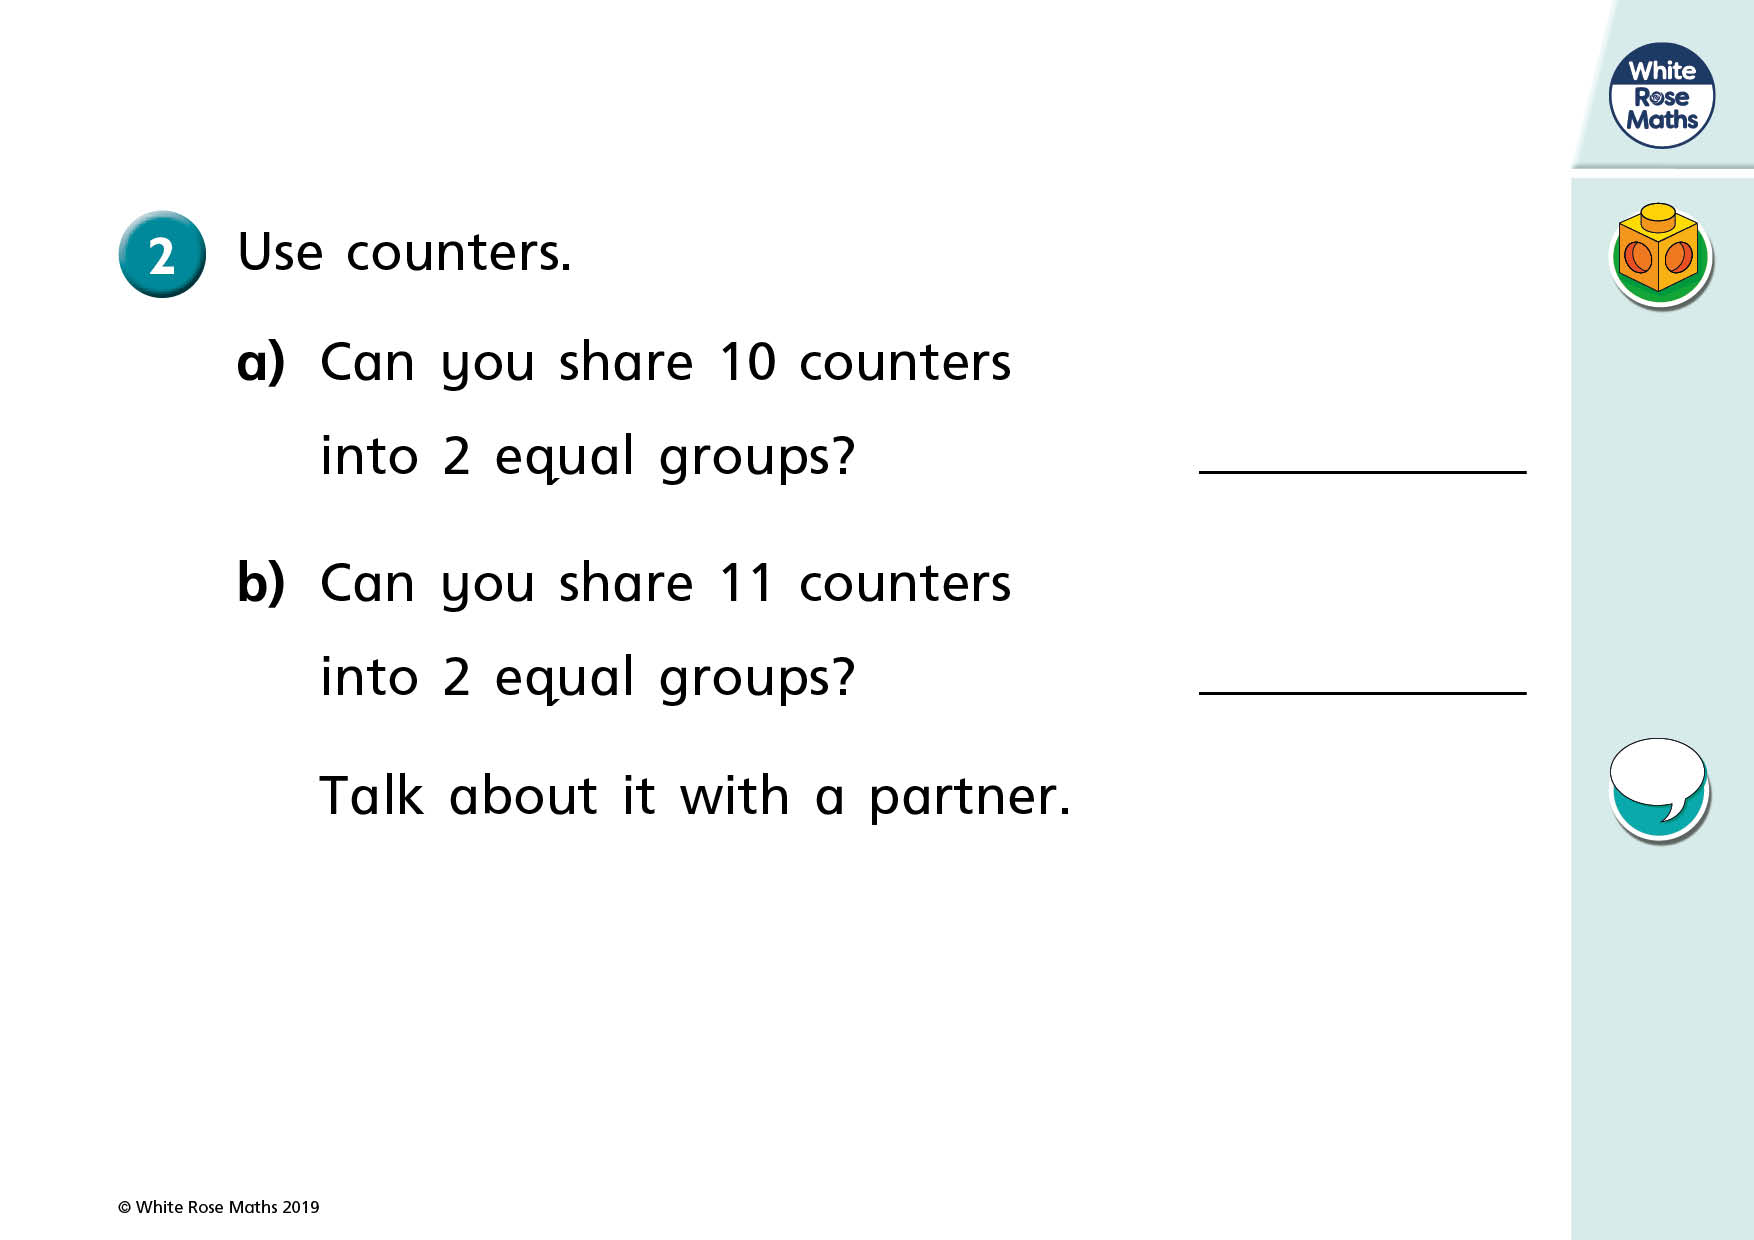 White
Rose
Maths
2 Use counters.
a) Can you share 10 counters
into 2 equal groups?
b) Can you share 11 counters
into 2 equal groups?
Talk about it with a partner.
© White Rose Maths 2019